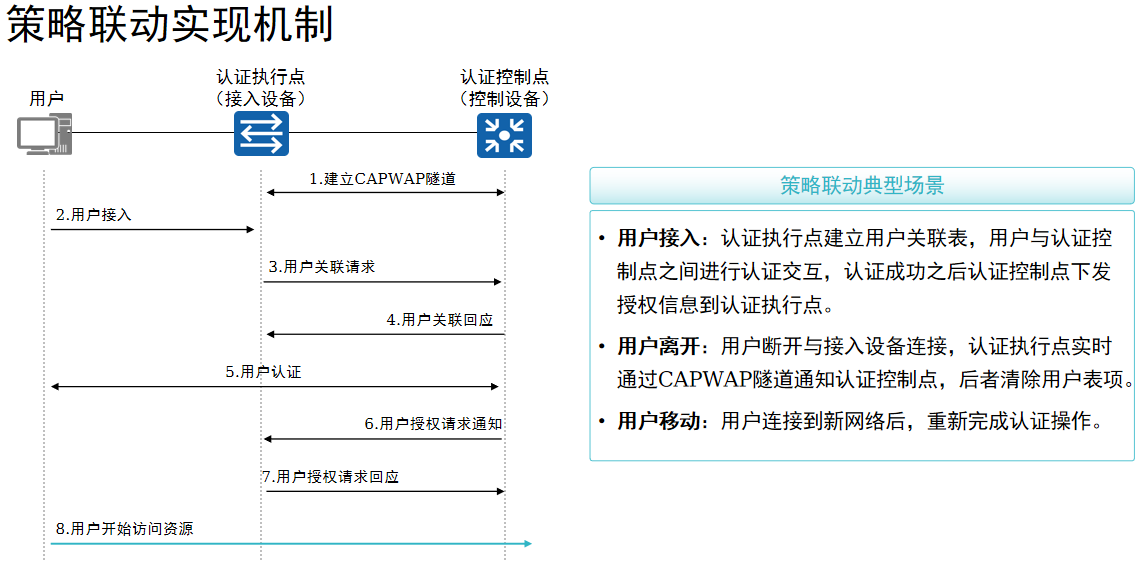 策略联动实现机制
用户
认证执行点
（接入设备）
认证控制点
（控制设备）
1.建立CAPWAP隧道
2.用户接入
3.用户关联请求
4.用户关联回应
5.用户认证
6.用户授权请求通知
7.用户授权请求回应
8.用户开始访问资源
策略联动典型场景
• 用户接入：认证执行点建立用户关联表，用户与认证控
制点之间进行认证交互，认证成功之后认证控制点下发
授权信息到认证执行点。
• 用户离开：用户断开与接入设备连接，认证执行点实时
通过CAPWAP隧道通知认证控制点，后者清除用户表项。
• 用户移动：用户连接到新网络后，重新完成认证操作。